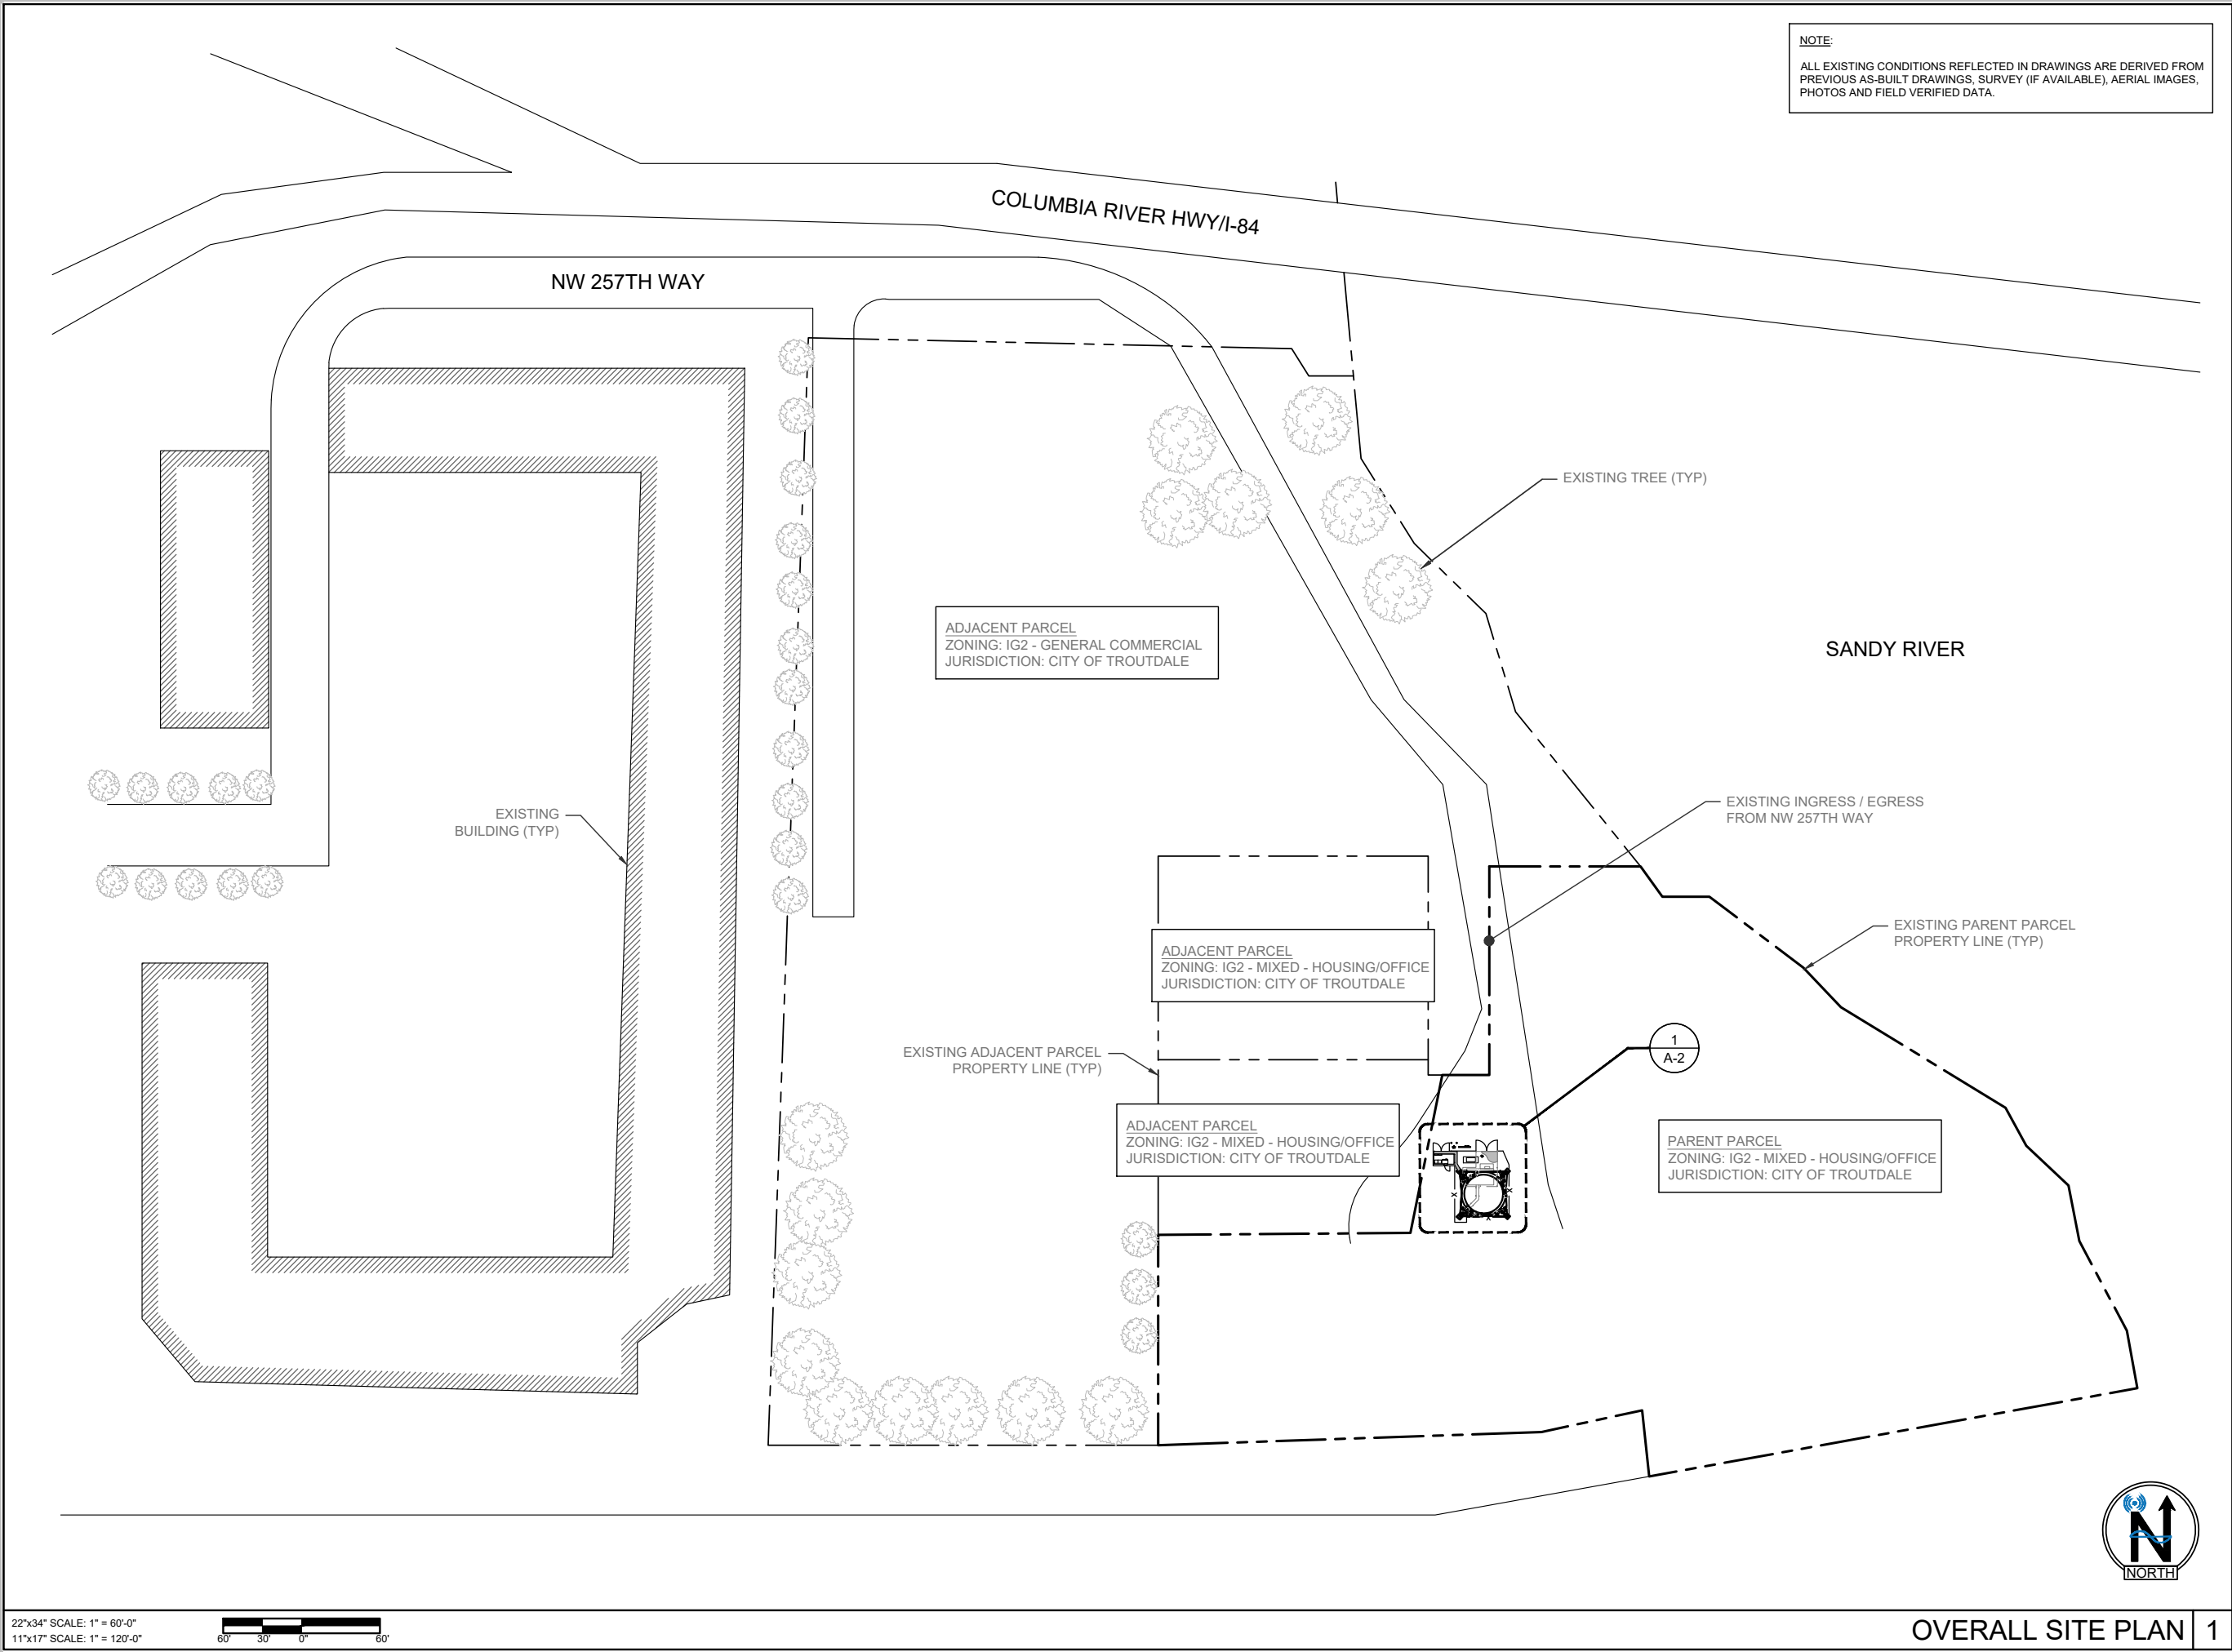 NOTE:
ALL EXISTING CONDITIONS REFLECTED IN DRAWINGS ARE DERIVED FROM
PREVIOUS AS-BUILT DRAWINGS, SURVEY (IF AVAILABLE), AERIAL IMAGES,
PHOTOS AND FIELD VERIFIED DATA.
COLUMBIA RIVER HWY/I-84
NW 257TH WAY
EXISTING TREE (TYP)
ADJACENT PARCEL
ZONING: IG2 - GENERAL COMMERCIAL
JURISDICTION: CITY OF TROUTDALE
SANDY RIVER
EXISTING
BUILDING (TYP)
EXISTING INGRESS / EGRESS
FROM NW 257TH WAY
ADJACENT PARCEL
ZONING: IG2 - MIXED - HOUSING/OFFICE
JURISDICTION: CITY OF TROUTDALE
EXISTING PARENT PARCEL
PROPERTY LINE (TYP)
EXISTING ADJACENT PARCEL
PROPERTY LINE (TYP)
1
A-2
ADJACENT PARCEL
ZONING: IG2 - MIXED - HOUSING/OFFICE
JURISDICTION: CITY OF TROUTDALE
PARENT PARCEL
ZONING: IG2 - MIXED - HOUSING/OFFICE
JURISDICTION: CITY OF TROUTDALE
X
X
X
N
NORTH
22"x34" SCALE: 1" = 60'-0"
11"x17" SCALE: 1" = 120'-0"
60' 30' 0" 60'
OVERALL SITE PLAN 1